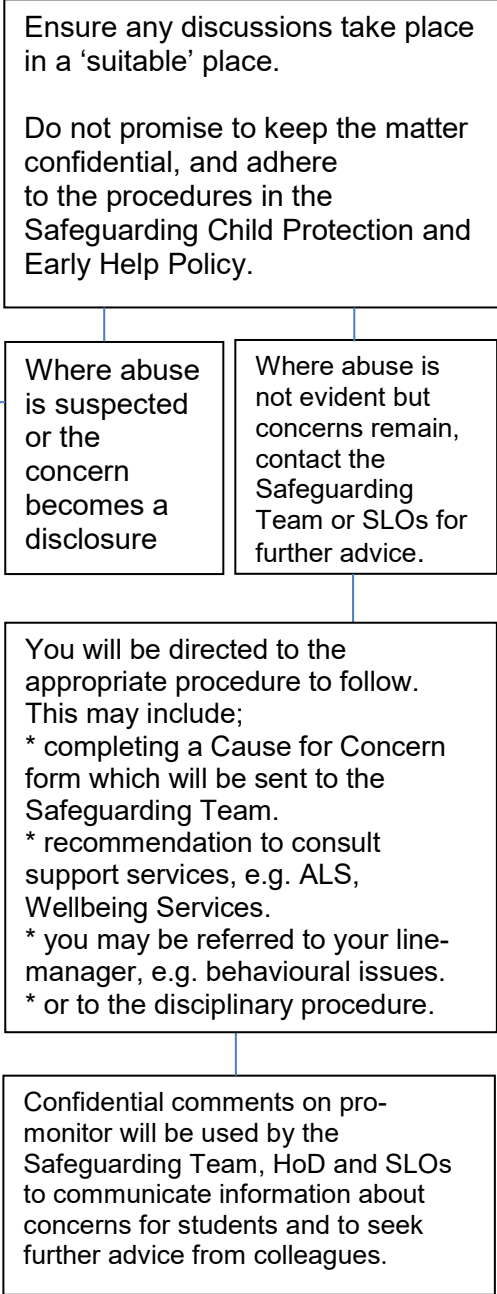 Ensure any discussions take place
in a ‘suitable’ place.
Do not promise to keep the matter
confidential, and adhere
to the procedures in the
Safeguarding Child Protection and
Early Help Policy.
Where abuse
is suspected
or the
concern
becomes a
disclosure
Where abuse is
not evident but
concerns remain,
contact the
Safeguarding
Team or SLOs for
further advice.
You will be directed to the
appropriate procedure to follow.
This may include;
* completing a Cause for Concern
form which will be sent to the
Safeguarding Team.
* recommendation to consult
support services, e.g. ALS,
Wellbeing Services.
* you may be referred to your line-
manager, e.g. behavioural issues.
* or to the disciplinary procedure.
Confidential comments on pro-
monitor will be used by the
Safeguarding Team, HoD and SLOs
to communicate information about
concerns for students and to seek
further advice from colleagues.